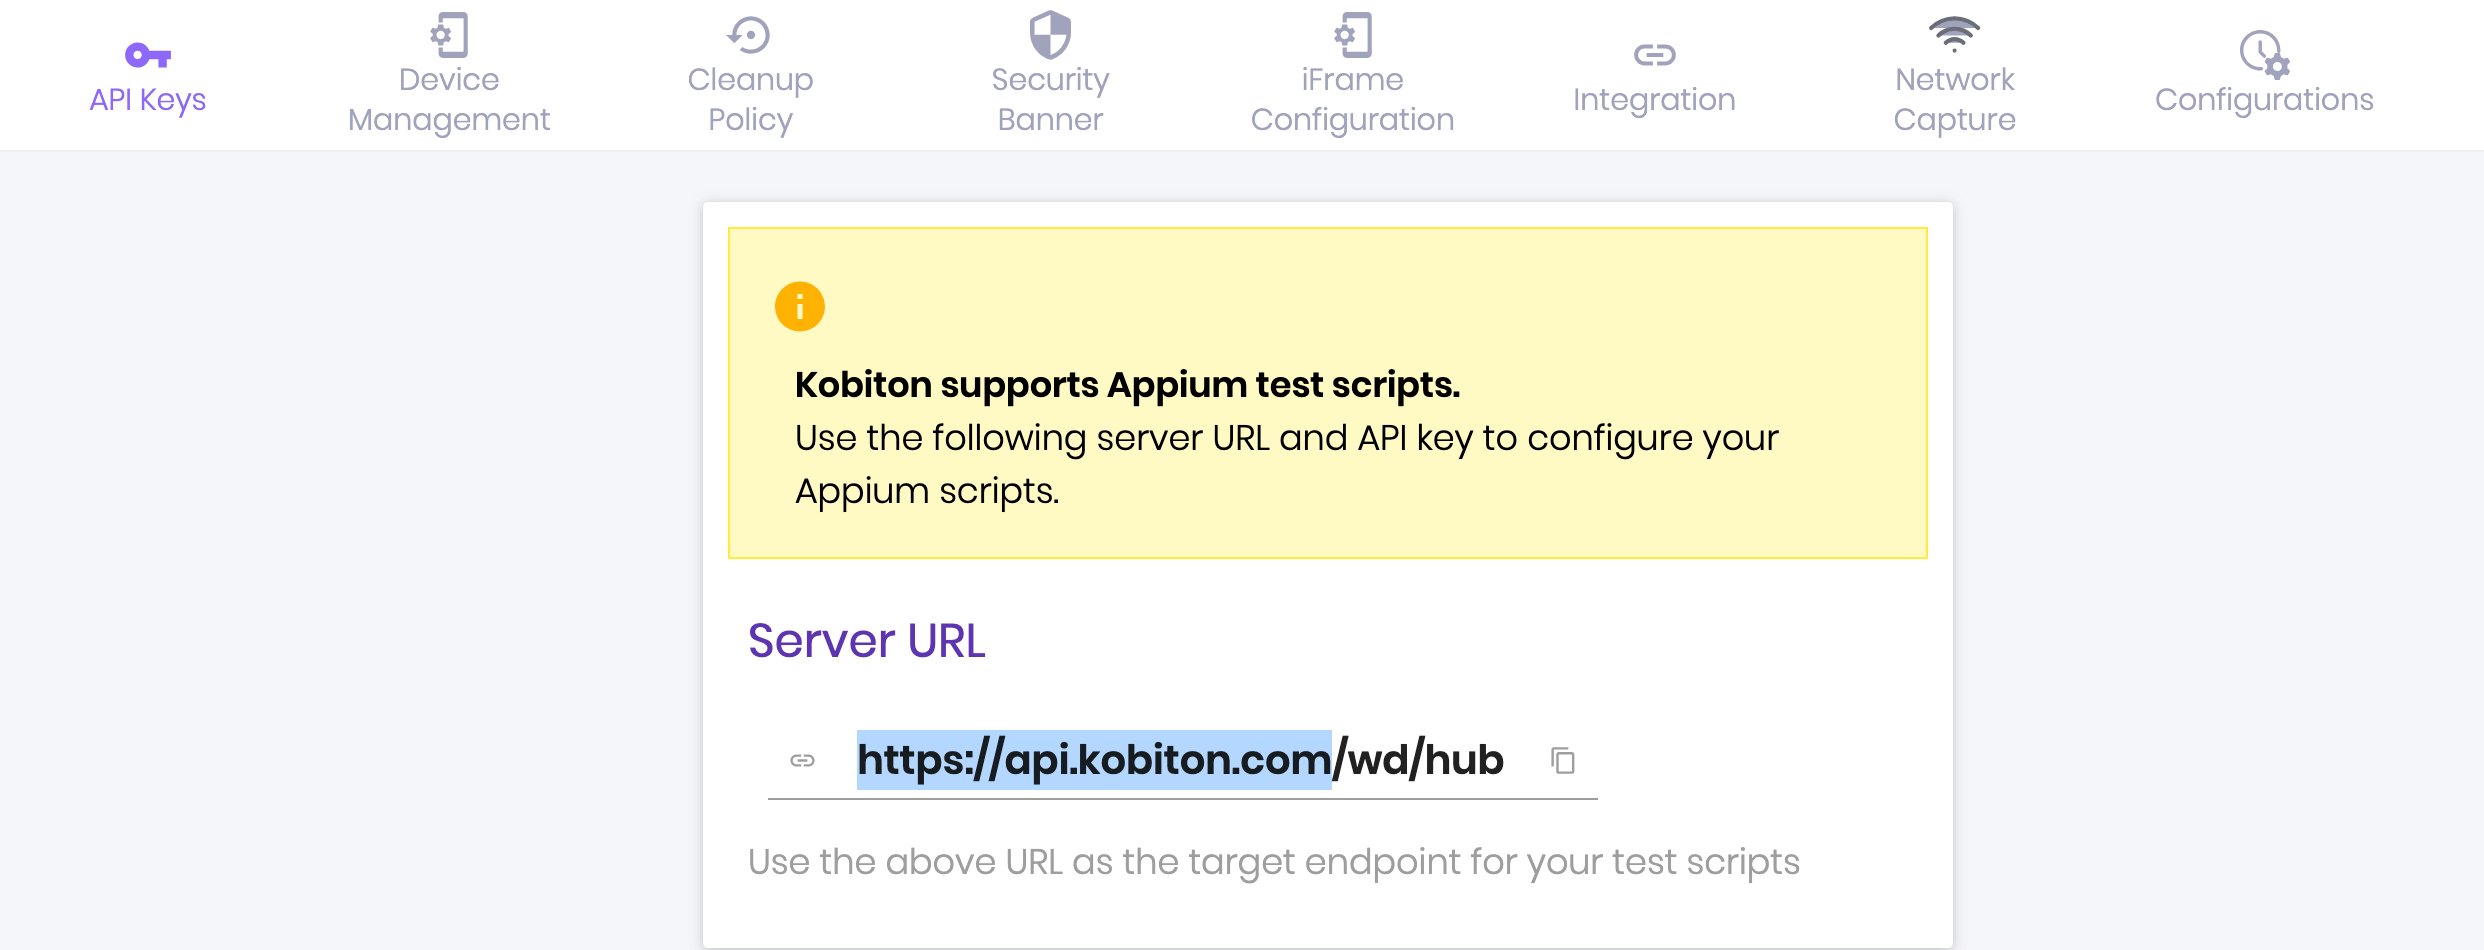 API Keys
Device
Management
Cleanup
Policy
Security
Banner
iFrame
Configuration
Integration
Network
Capture
Configurations
Kobiton supports Appium test scripts.
Use the following server URL and API key to configure your
Appium scripts.
Server URL
https://api.kobiton.com/wd/hub
Use the above URL as the target endpoint for your test scripts